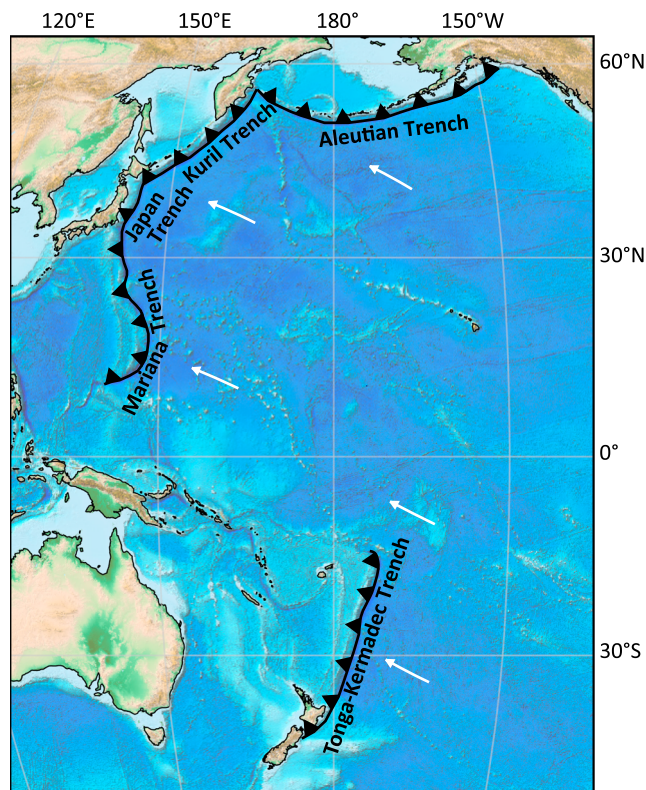 120°E 150°E 180° 150°W
60°N
Aleutian Trench
Kuril Trench
Japan
Trench
30°N
Mariana
Trench
0°
Tonga-Kermadec Trench
30°S